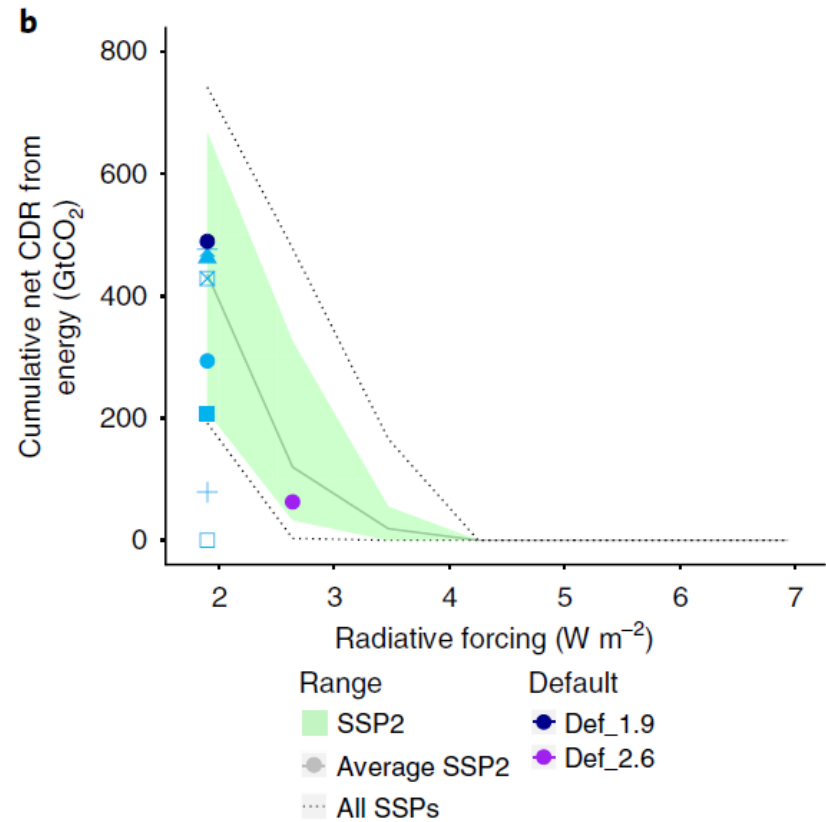 b
800
600
400
200
0
Cumulative net CDR from
energy (GtCO₂)
2 3 4 5 6 7
Radiative forcing (W m⁻²)
Range
SSP2
Average SSP2
All SSPs
Default
Def_1.9
Def_2.6